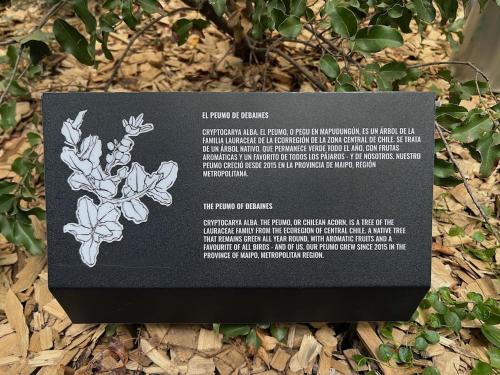 EL PEUMO DE DEBAINES
CRYPTOCARYA ALBA. EL PEUMO, O PEGU EN MAPUDUNGÚN, ES UN ÁRBOL DE LA
FAMILIA LAURACEAE DE LA ECORREGIÓN DE LA ZONA CENTRAL DE CHILE. SE TRATA
DE UN ÁRBOL NATIVO, QUE PERMANECE VERDE TODO EL AÑO, CON FRUTAS
AROMÁTICAS Y UN FAVORITO DE TODOS LOS PÁJAROS - Y DE NOSOTROS. NUESTRO
PEUMO CRECIÓ DESDE 2015 EN LA PROVINCIA DE MAIPO, REGIÓN
METROPOLITANA.
THE PEUMO OF DEBAINES
CRYPTOCARYA ALBA. THE PEUMO, OR CHILEAN ACORN, IS A TREE OF THE
LAURACEAE FAMILY FROM THE ECOREGION OF CENTRAL CHILE. A NATIVE TREE
THAT REMAINS GREEN ALL YEAR ROUND, WITH AROMATIC FRUITS AND A
FAVOURITE OF ALL BIRDS - AND OF US. OUR PEUMO GREW SINCE 2015 IN THE
PROVINCE OF MAIPO, METROPOLITAN REGION.